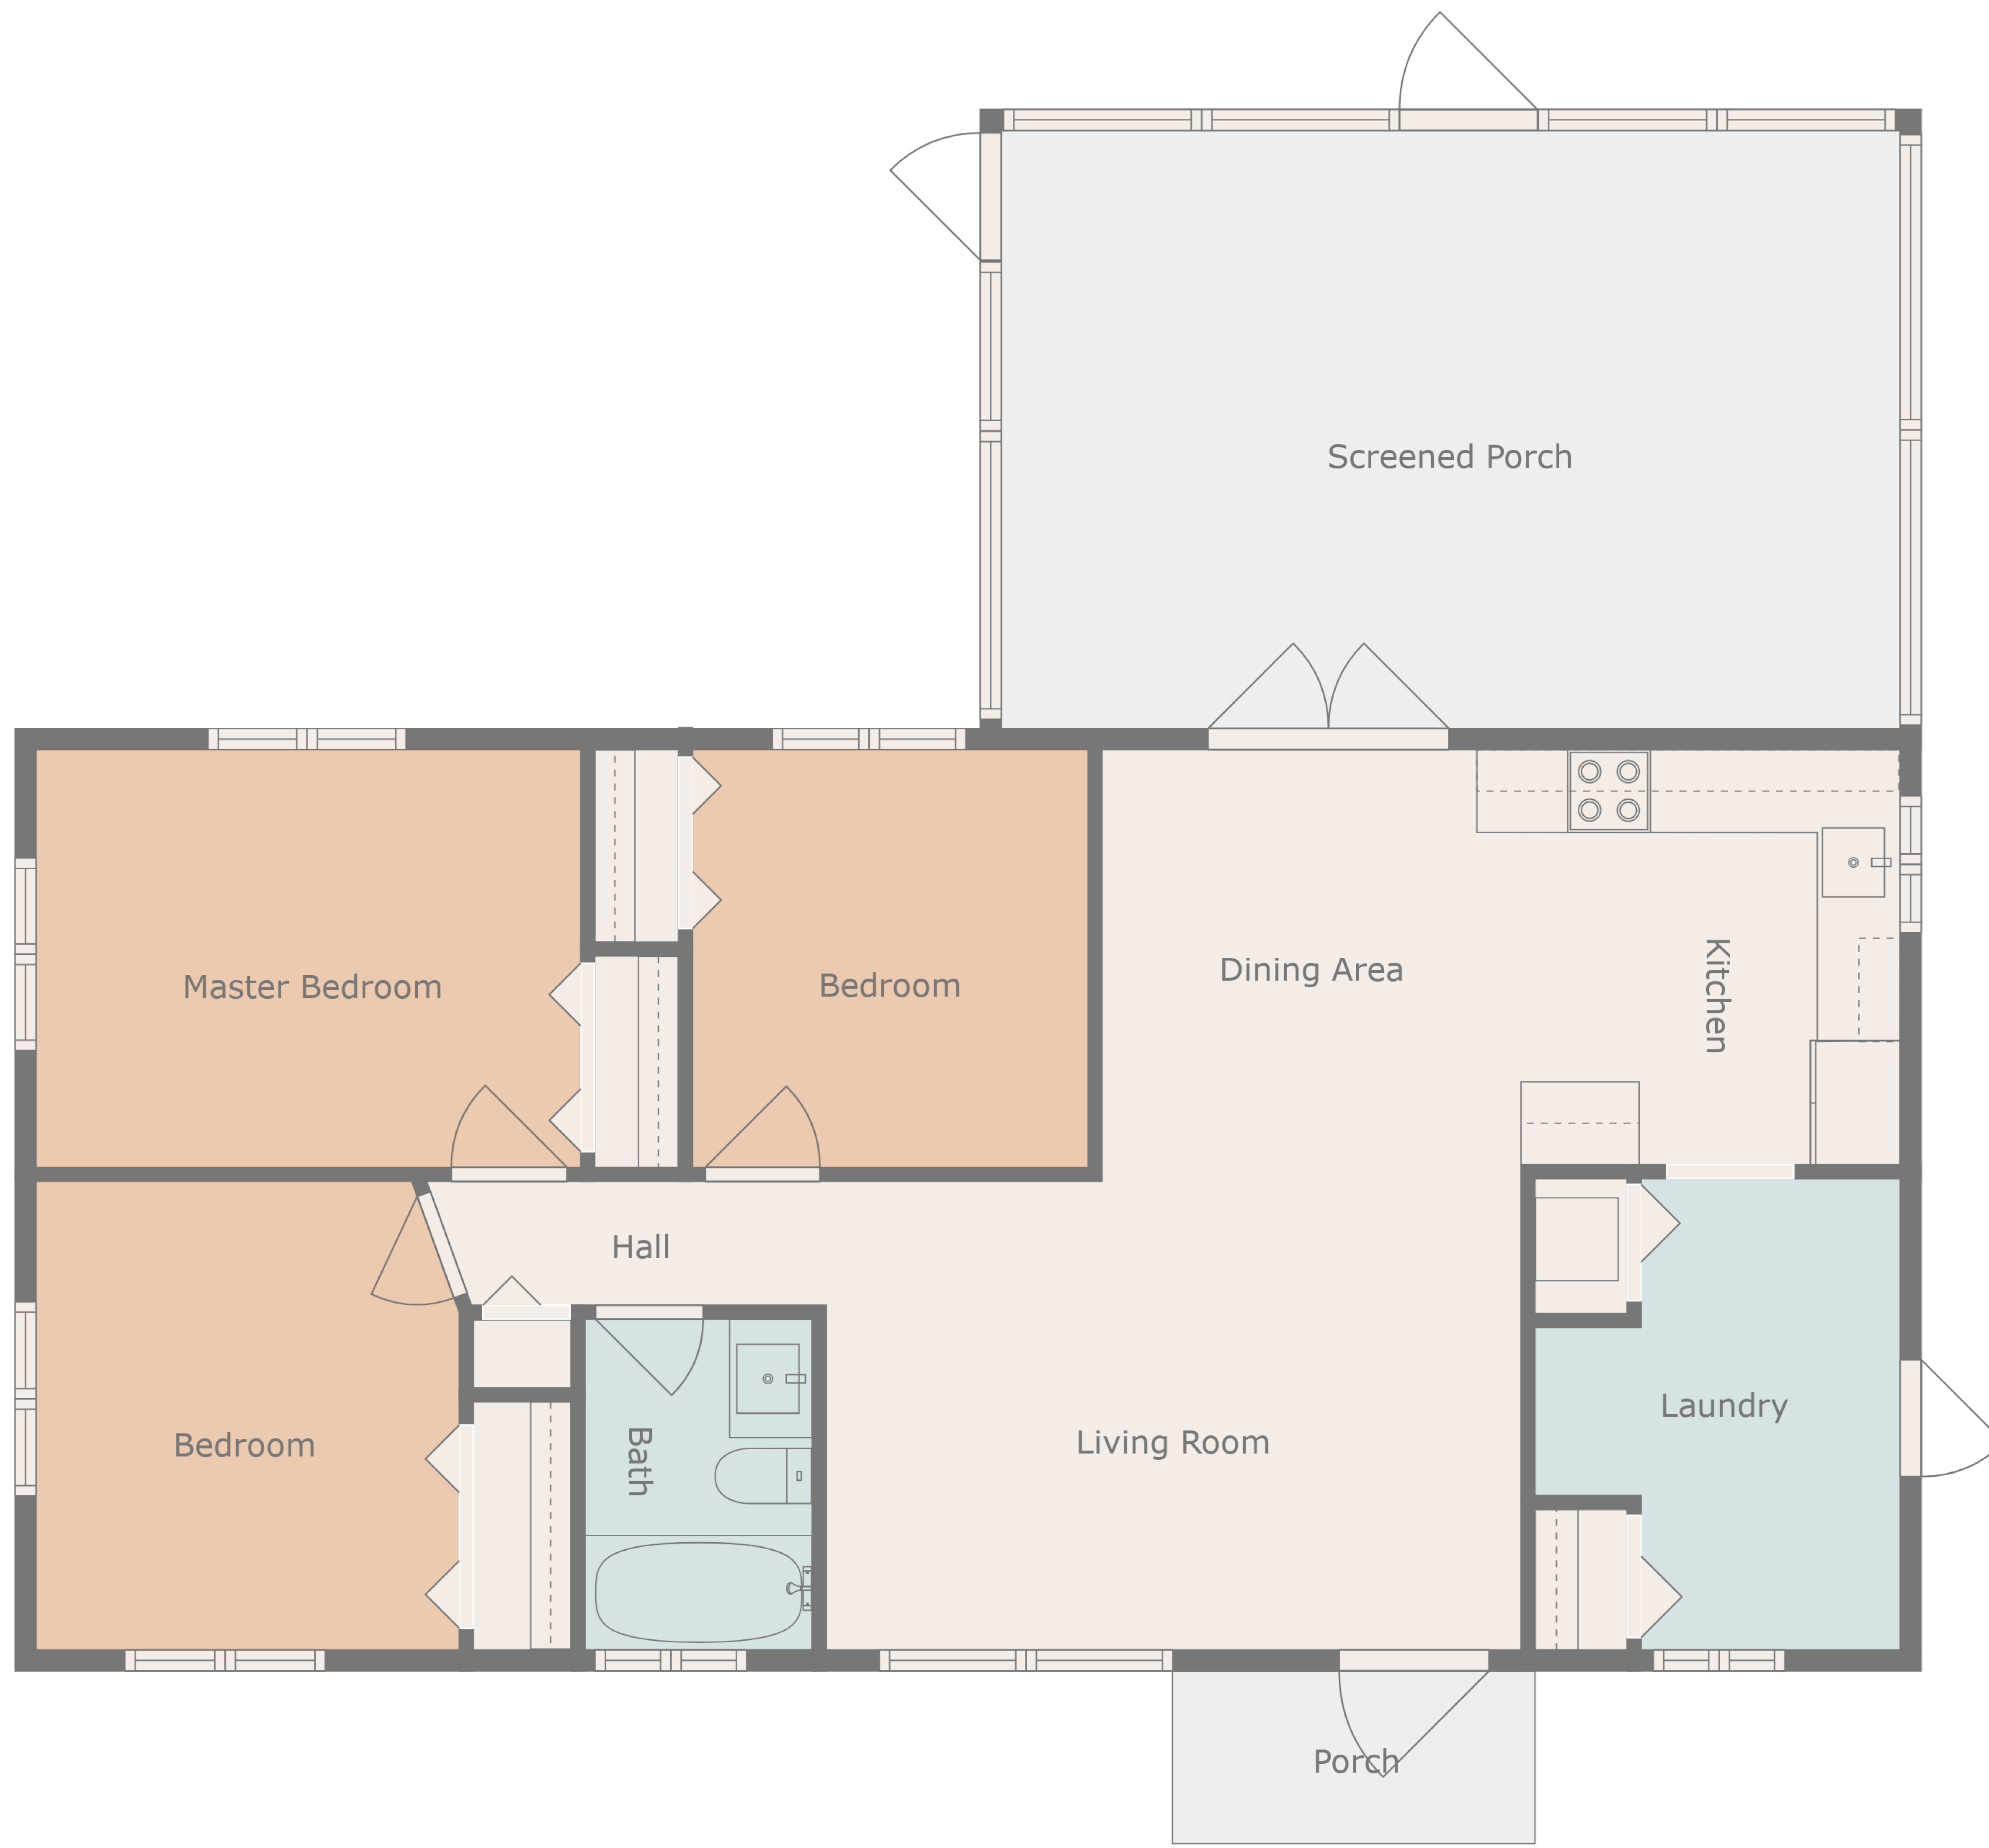 Screened Porch
Master Bedroom
Bedroom
Dining Area
Kitchen
Hall
Bedroom
Bath
Living Room
Laundry
Porch